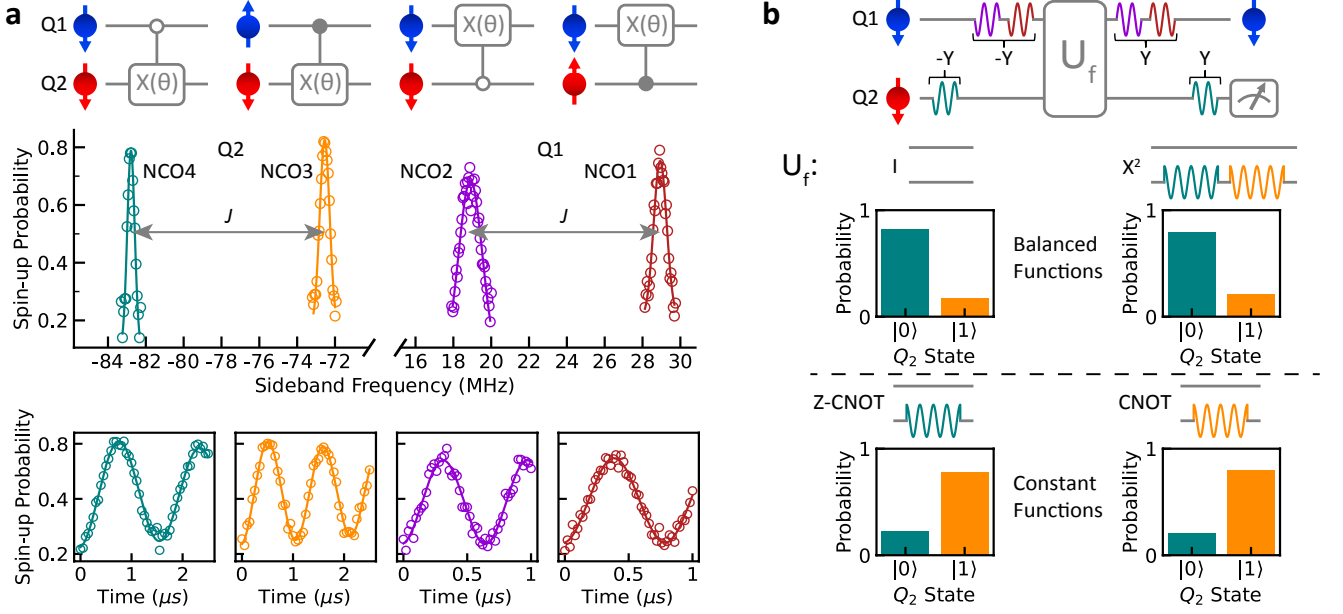 a
Q1
Q2
X(θ)
X(θ)
X(θ)
X(θ)
Spin-up Probability
0.8
0.6
0.4
0.2
NCO4
Q2
NCO3
NCO2
Q1
NCO1
J
J
-84 -82 -80 -78 -76 -74 -72 16 18 20 22 24 26 28 30
Sideband Frequency (MHz)
Spin-up Probability
0.8
0.4
0.2
0 1 2
Time (μs)
0 1 2
Time (μs)
0 0.5 1
Time (μs)
0 0.5 1
Time (μs)
b
Q1
Q2
-Y
-Y
U_f
Y
Y
U_f:
I
X²
Probability
1
0
|0⟩ |1⟩
Q₂ State
Balanced
Functions
Probability
1
0
|0⟩ |1⟩
Q₂ State
Z-CNOT
CNOT
Probability
1
0
|0⟩ |1⟩
Q₂ State
Constant
Functions
Probability
1
0
|0⟩ |1⟩
Q₂ State